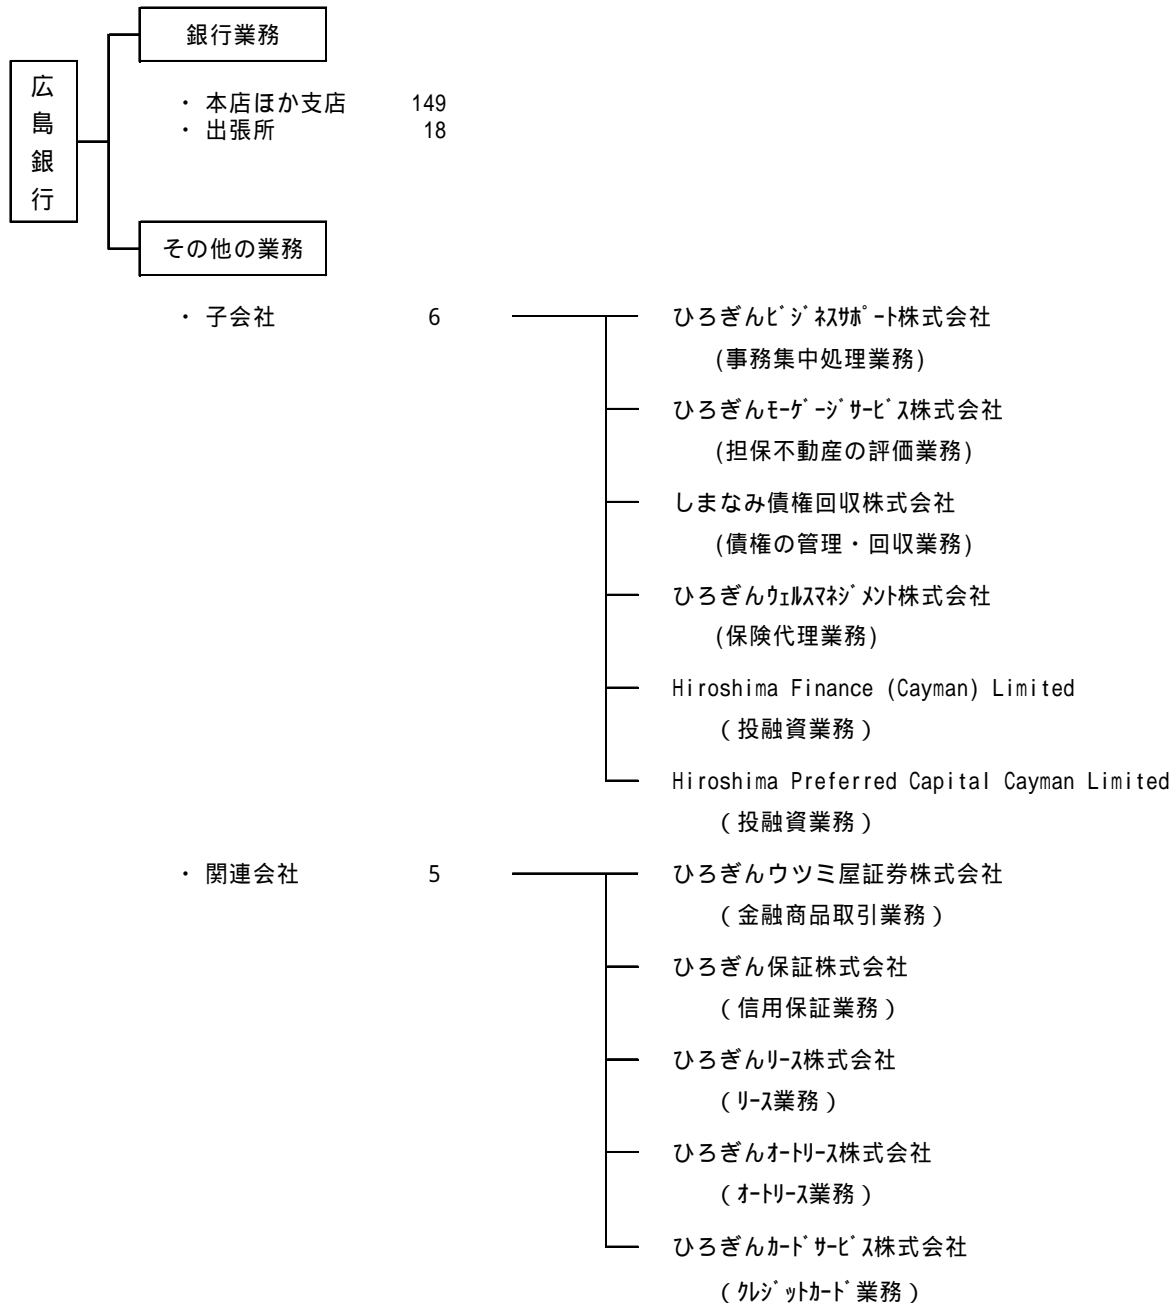 銀行業務
広島銀行
・ 本店ほか支店 149
・ 出張所 18
その他の業務
・ 子会社 6 ひろぎんﾋﾞｼﾞﾈｽｻﾎﾟｰﾄ株式会社
(事務集中処理業務)
ひろぎんﾓｰｹﾞｰｼﾞｻｰﾋﾞｽ株式会社
(担保不動産の評価業務)
しまなみ債権回収株式会社
(債権の管理・回収業務)
ひろぎんｳｪﾙｽﾏﾈｼﾞﾒﾝﾄ株式会社
(保険代理業務)
Hiroshima Finance (Cayman) Limited
（投融資業務）
Hiroshima Preferred Capital Cayman Limited
（投融資業務）
・ 関連会社 5 ひろぎんウツミ屋証券株式会社
（金融商品取引業務）
ひろぎん保証株式会社
（信用保証業務）
ひろぎんﾘｰｽ株式会社
（ﾘｰｽ業務）
ひろぎんｵｰﾄﾘｰｽ株式会社
（ｵｰﾄﾘｰｽ業務）
ひろぎんｶｰﾄﾞｻｰﾋﾞｽ株式会社
（ｸﾚｼﾞｯﾄｶｰﾄﾞ業務）